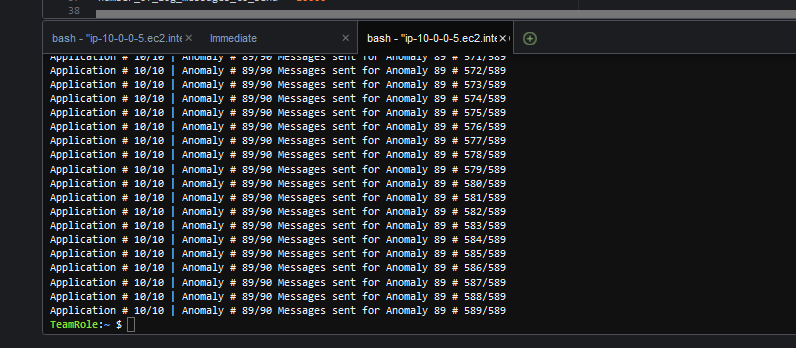 38
bash - "ip-10-0-0-5.ec2.inte × Immediate × bash - "ip-10-0-0-5.ec2.inte ×
Application # 10/10 | Anomaly # 89/90 Messages sent for Anomaly 89 # 571/589
Application # 10/10 | Anomaly # 89/90 Messages sent for Anomaly 89 # 572/589
Application # 10/10 | Anomaly # 89/90 Messages sent for Anomaly 89 # 573/589
Application # 10/10 | Anomaly # 89/90 Messages sent for Anomaly 89 # 574/589
Application # 10/10 | Anomaly # 89/90 Messages sent for Anomaly 89 # 575/589
Application # 10/10 | Anomaly # 89/90 Messages sent for Anomaly 89 # 576/589
Application # 10/10 | Anomaly # 89/90 Messages sent for Anomaly 89 # 577/589
Application # 10/10 | Anomaly # 89/90 Messages sent for Anomaly 89 # 578/589
Application # 10/10 | Anomaly # 89/90 Messages sent for Anomaly 89 # 579/589
Application # 10/10 | Anomaly # 89/90 Messages sent for Anomaly 89 # 580/589
Application # 10/10 | Anomaly # 89/90 Messages sent for Anomaly 89 # 581/589
Application # 10/10 | Anomaly # 89/90 Messages sent for Anomaly 89 # 582/589
Application # 10/10 | Anomaly # 89/90 Messages sent for Anomaly 89 # 583/589
Application # 10/10 | Anomaly # 89/90 Messages sent for Anomaly 89 # 584/589
Application # 10/10 | Anomaly # 89/90 Messages sent for Anomaly 89 # 585/589
Application # 10/10 | Anomaly # 89/90 Messages sent for Anomaly 89 # 586/589
Application # 10/10 | Anomaly # 89/90 Messages sent for Anomaly 89 # 587/589
Application # 10/10 | Anomaly # 89/90 Messages sent for Anomaly 89 # 588/589
Application # 10/10 | Anomaly # 89/90 Messages sent for Anomaly 89 # 589/589
TeamRole:~ $